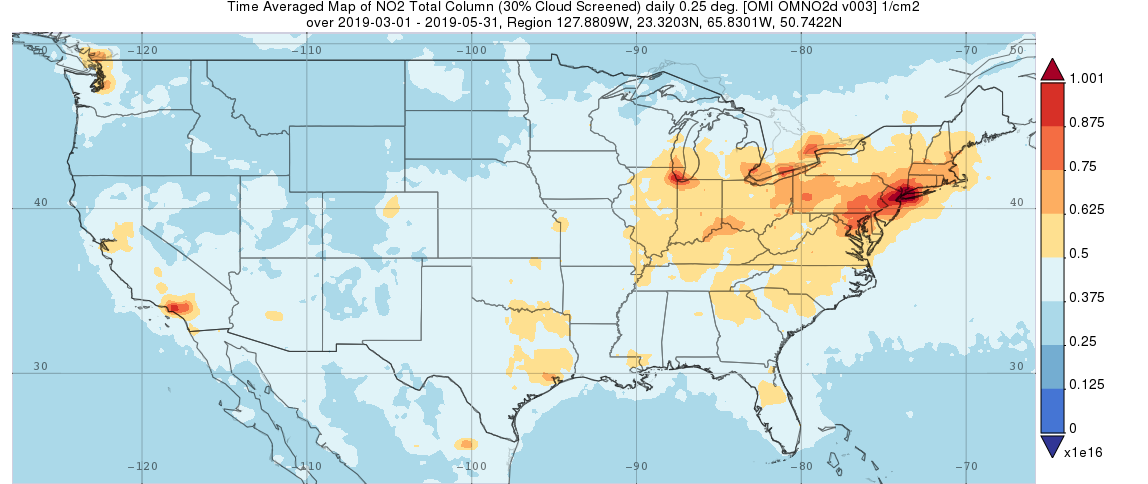 Time Averaged Map of NO2 Total Column (30% Cloud Screened) daily 0.25 deg. [OMI OMNO2d v003] 1/cm2
over 2019-03-01 - 2019-05-31, Region 127.8809W, 23.3203N, 65.8301W, 50.7422N
50 -120 -110 -100 -90 -80 -70 50
1.001
0.875
0.75
0.625
40 40
0.5
0.375
0.25
30 30
0.125
0
x1e16
-120 -110 -100 -90 -80 -70